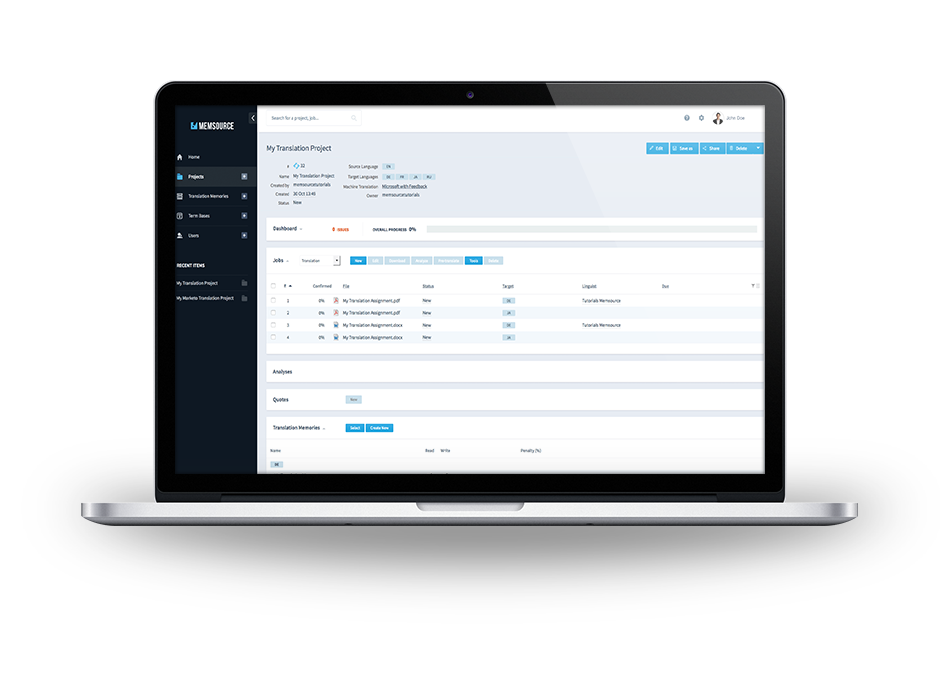 MEMSOURCE
Search for a project, job...
John Doe
Home
Projects
Translation Memories
Term Bases
Users
RECENT ITEMS
My Translation Project
My Marketo Translation Project
My Translation Project
Edit Save as Share Delete
# 12
Name My Translation Project
Created by memsourcetutorials
Created 30 Oct 13:46
Status New
Source Language EN
Target Languages DE FR JA RU
Machine Translation Microsoft with Feedback
Owner memsourcetutorials
Dashboard
0 ISSUES OVERALL PROGRESS: 0%
Jobs Translation New Edit Download Analyze Pre-translate Tools Delete
# Confirmed File Status Target Linguist Due
1 0% My Translation Assignment.pdf New DE Tutorials Memsource
2 0% My Translation Assignment.pdf New JA
3 0% My Translation Assignment.docx New DE Tutorials Memsource
4 0% My Translation Assignment.docx New JA
Analyses
Quotes New
Translation Memories Select Create New
Name Read Write Penalty (%)
DE